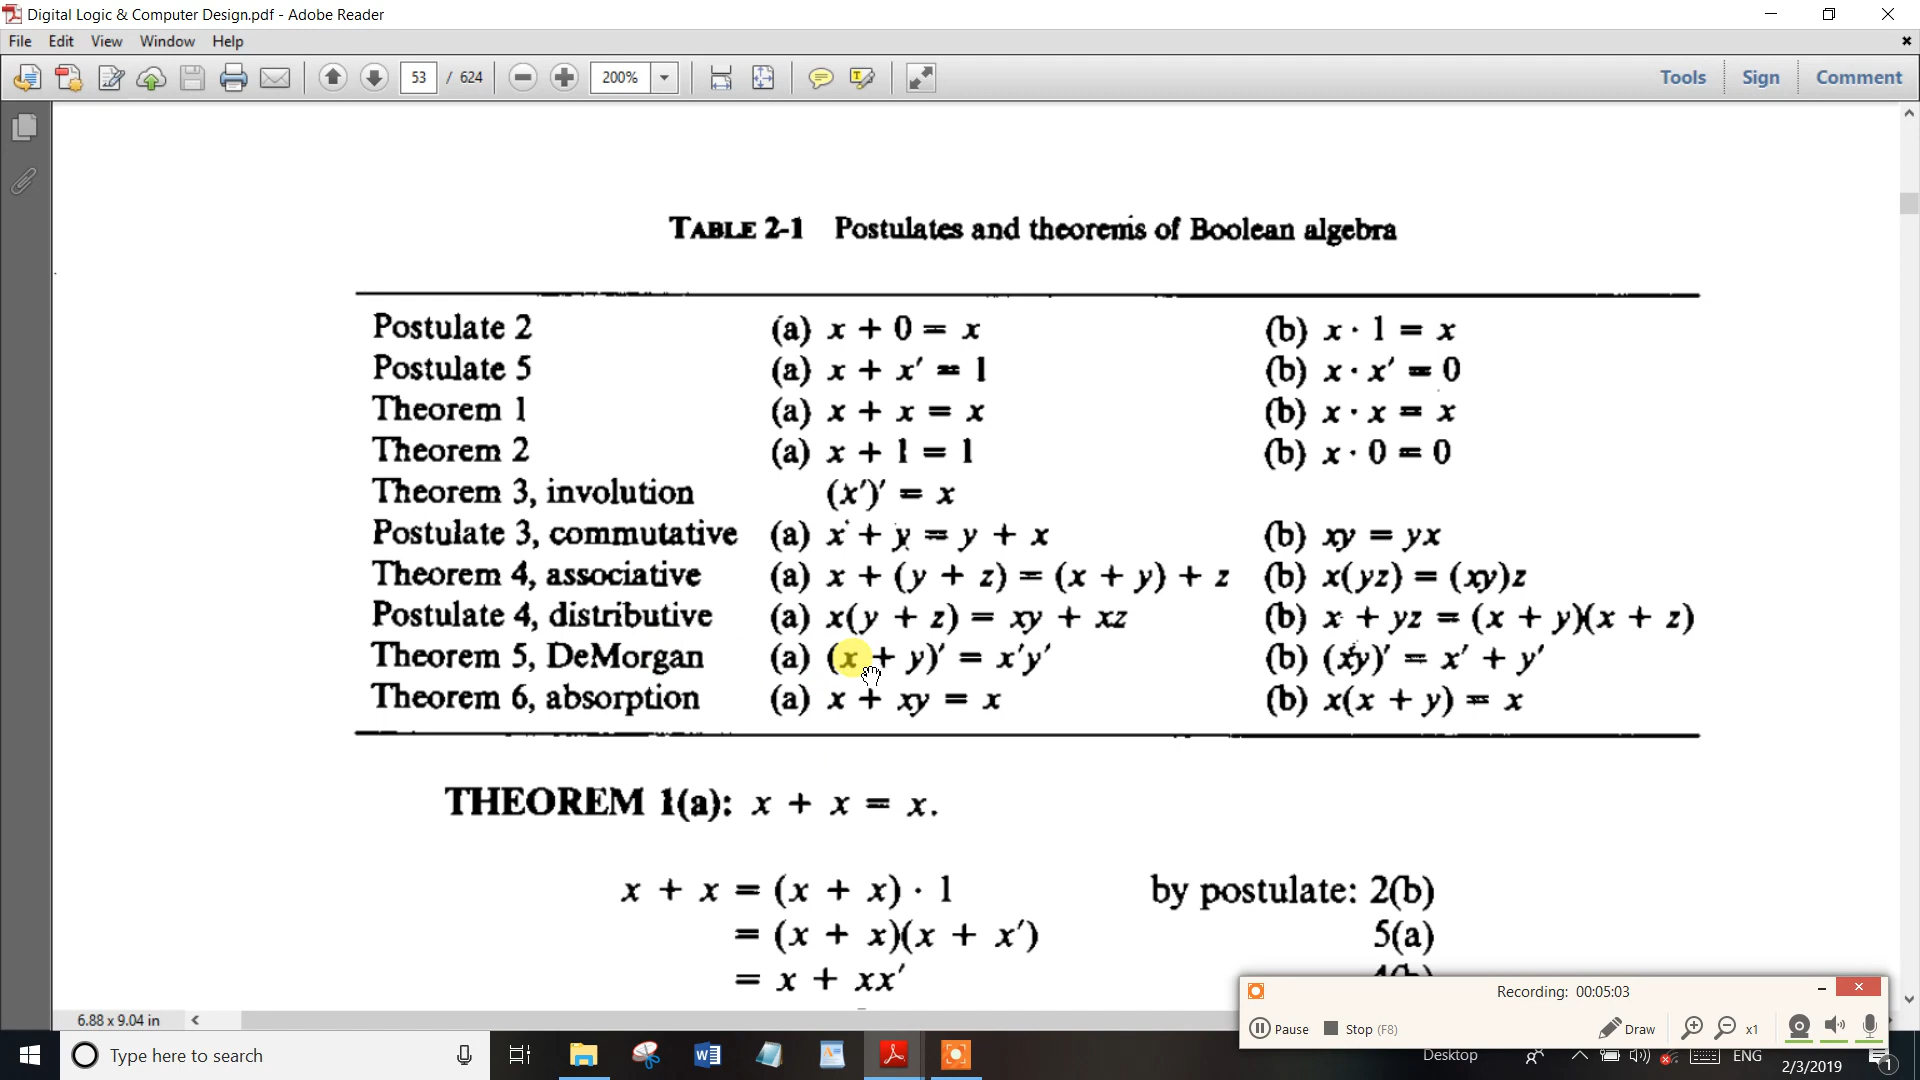 Digital Logic & Computer Design.pdf - Adobe Reader
File Edit View Window Help
53 / 624 200% Tools Sign Comment
TABLE 2-1 Postulates and theorems of Boolean algebra
Postulate 2 (a) x + 0 = x (b) x · 1 = x
Postulate 5 (a) x + x′ = 1 (b) x · x′ = 0
Theorem 1 (a) x + x = x (b) x · x = x
Theorem 2 (a) x + 1 = 1 (b) x · 0 = 0
Theorem 3, involution (x′)′ = x
Postulate 3, commutative (a) x + y = y + x (b) xy = yx
Theorem 4, associative (a) x + (y + z) = (x + y) + z (b) x(yz) = (xy)z
Postulate 4, distributive (a) x(y + z) = xy + xz (b) x + yz = (x + y)(x + z)
Theorem 5, DeMorgan (a) (x + y)′ = x′y′ (b) (xy)′ = x′ + y′
Theorem 6, absorption (a) x + xy = x (b) x(x + y) = x
THEOREM 1(a): x + x = x.
x + x = (x + x) · 1 by postulate: 2(b)
= (x + x)(x + x′) 5(a)
= x + xx′
6.88 x 9.04 in
Recording: 00:05:03
Pause Stop (F8) Draw x1
Type here to search Desktop ENG
2/3/2019 1